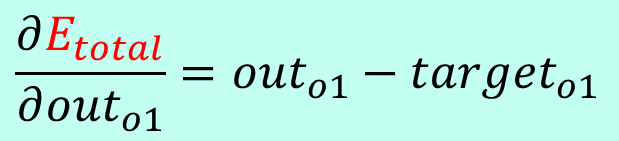 ∂E_total / ∂out_o1 = out_o1 − target_o1